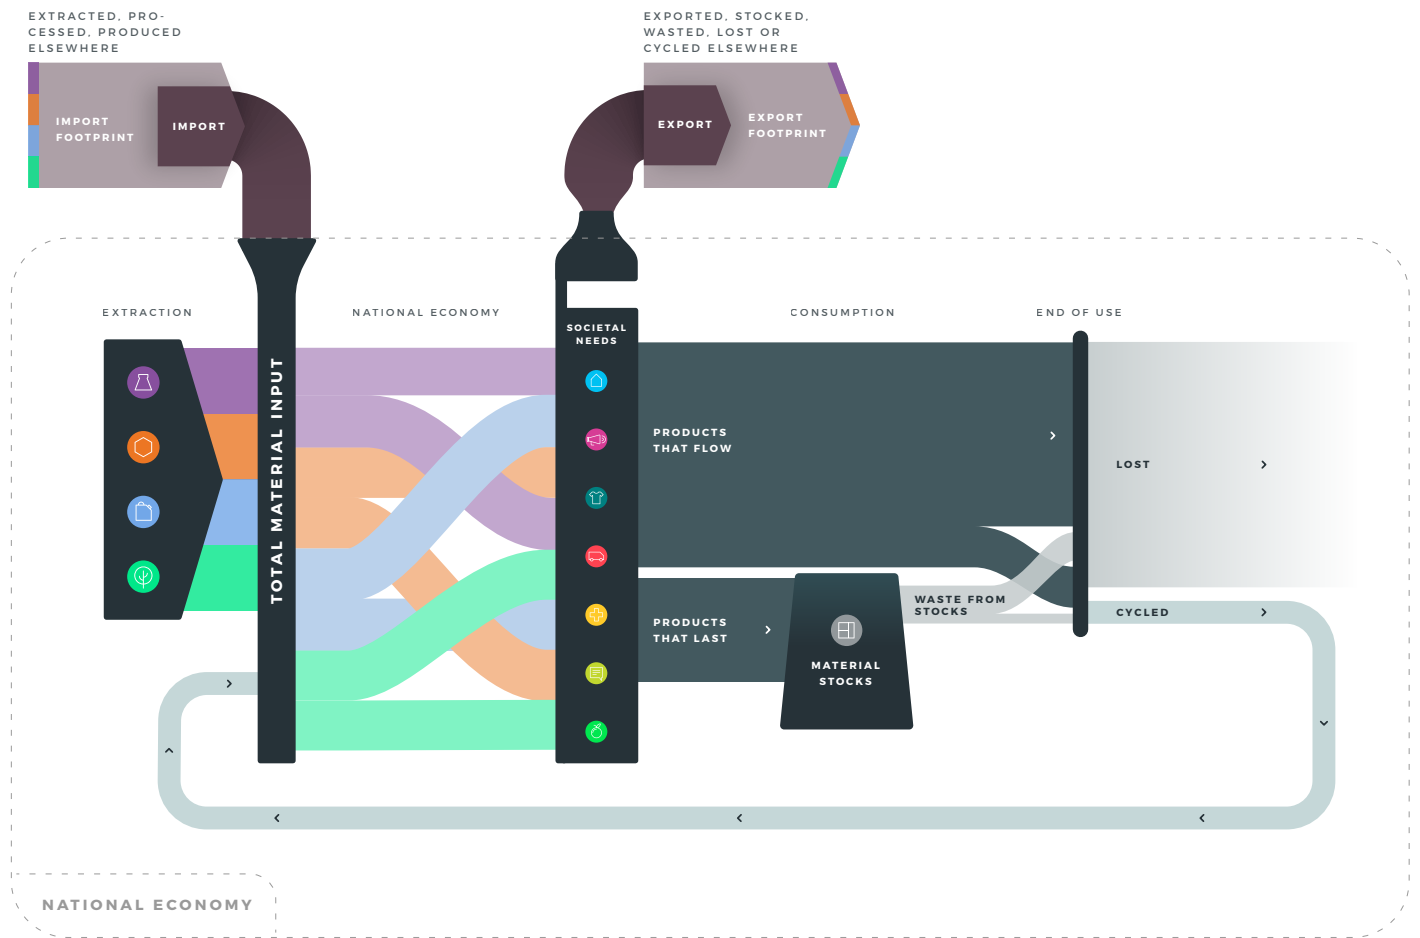 EXTRACTED, PRO-
CESSED, PRODUCED
ELSEWHERE
EXPORTED, STOCKED,
WASTED, LOST OR
CYCLED ELSEWHERE
IMPORT
FOOTPRINT
IMPORT
EXPORT
EXPORT
FOOTPRINT
EXTRACTION
NATIONAL ECONOMY
CONSUMPTION
END OF USE
TOTAL MATERIAL INPUT
SOCIETAL
NEEDS
PRODUCTS
THAT FLOW
LOST
PRODUCTS
THAT LAST
WASTE FROM
STOCKS
CYCLED
MATERIAL
STOCKS
NATIONAL ECONOMY